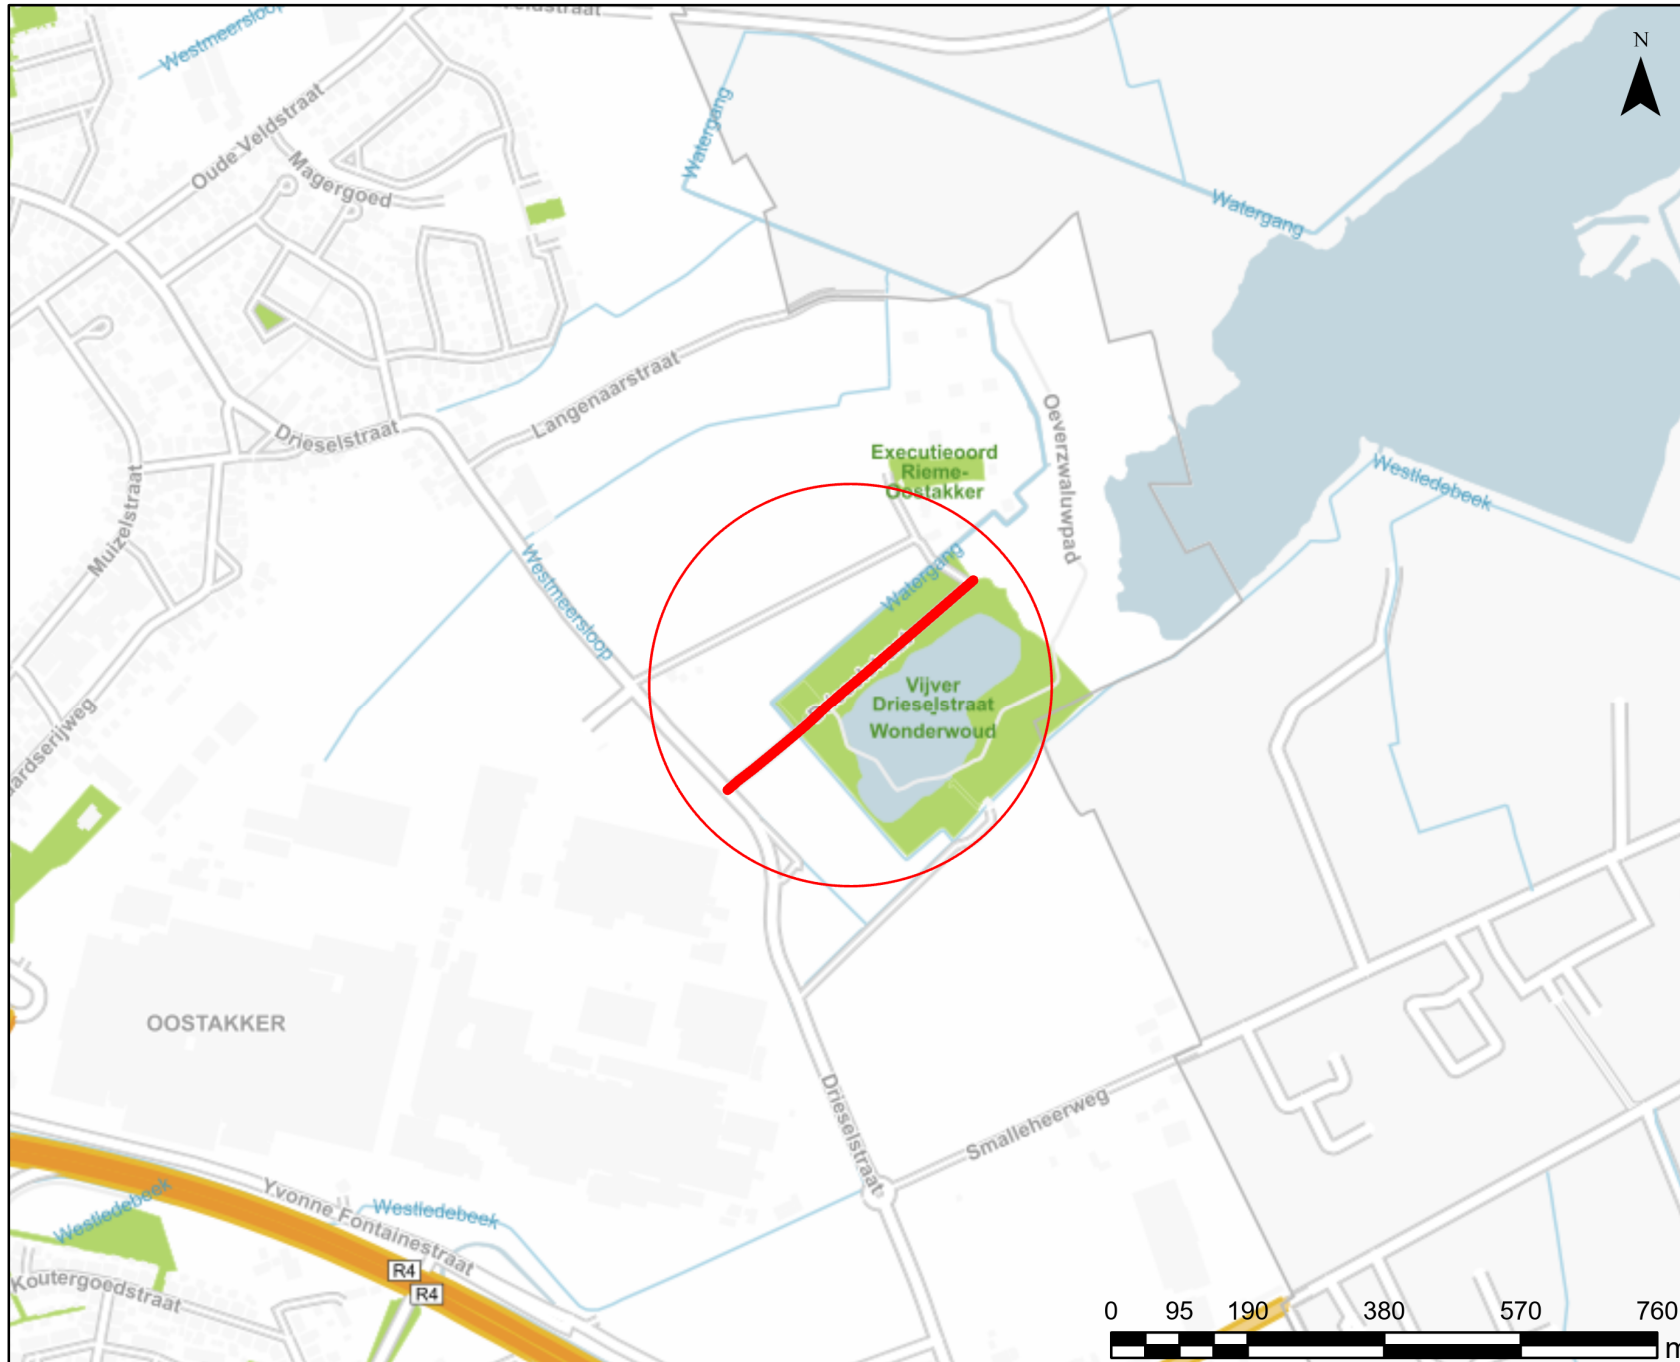 Westmeersloop
N
Oude Veldstraat
Magergoed
Watergang
Watergang
Langenaarstraat
Drieselstraat
Oeverzwaluwpad
Executieoord
Rieme-
Oostakker
Westledebeek
Muizelstraat
Westmeersloop
Watergang
Vijver
Drieselstraat
-
Wonderwoud
OOSTAKKER
Drieselstraat
Smalleheerweg
Westledebeek
Yvonne Fontainestraat
Westledebeek
R4
R4
Koutergoedstraat
0 95 190 380 570 760
m